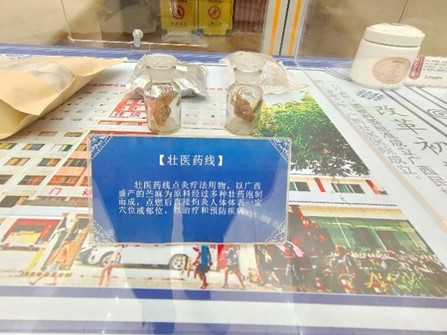 【壮医药线】
壮医药线点灸疗法用物，以广西
盛产的苎麻为原料经过多种壮药泡制
而成，点燃后直接灼灸人体体表一定
穴位或部位，以治疗和预防疾病